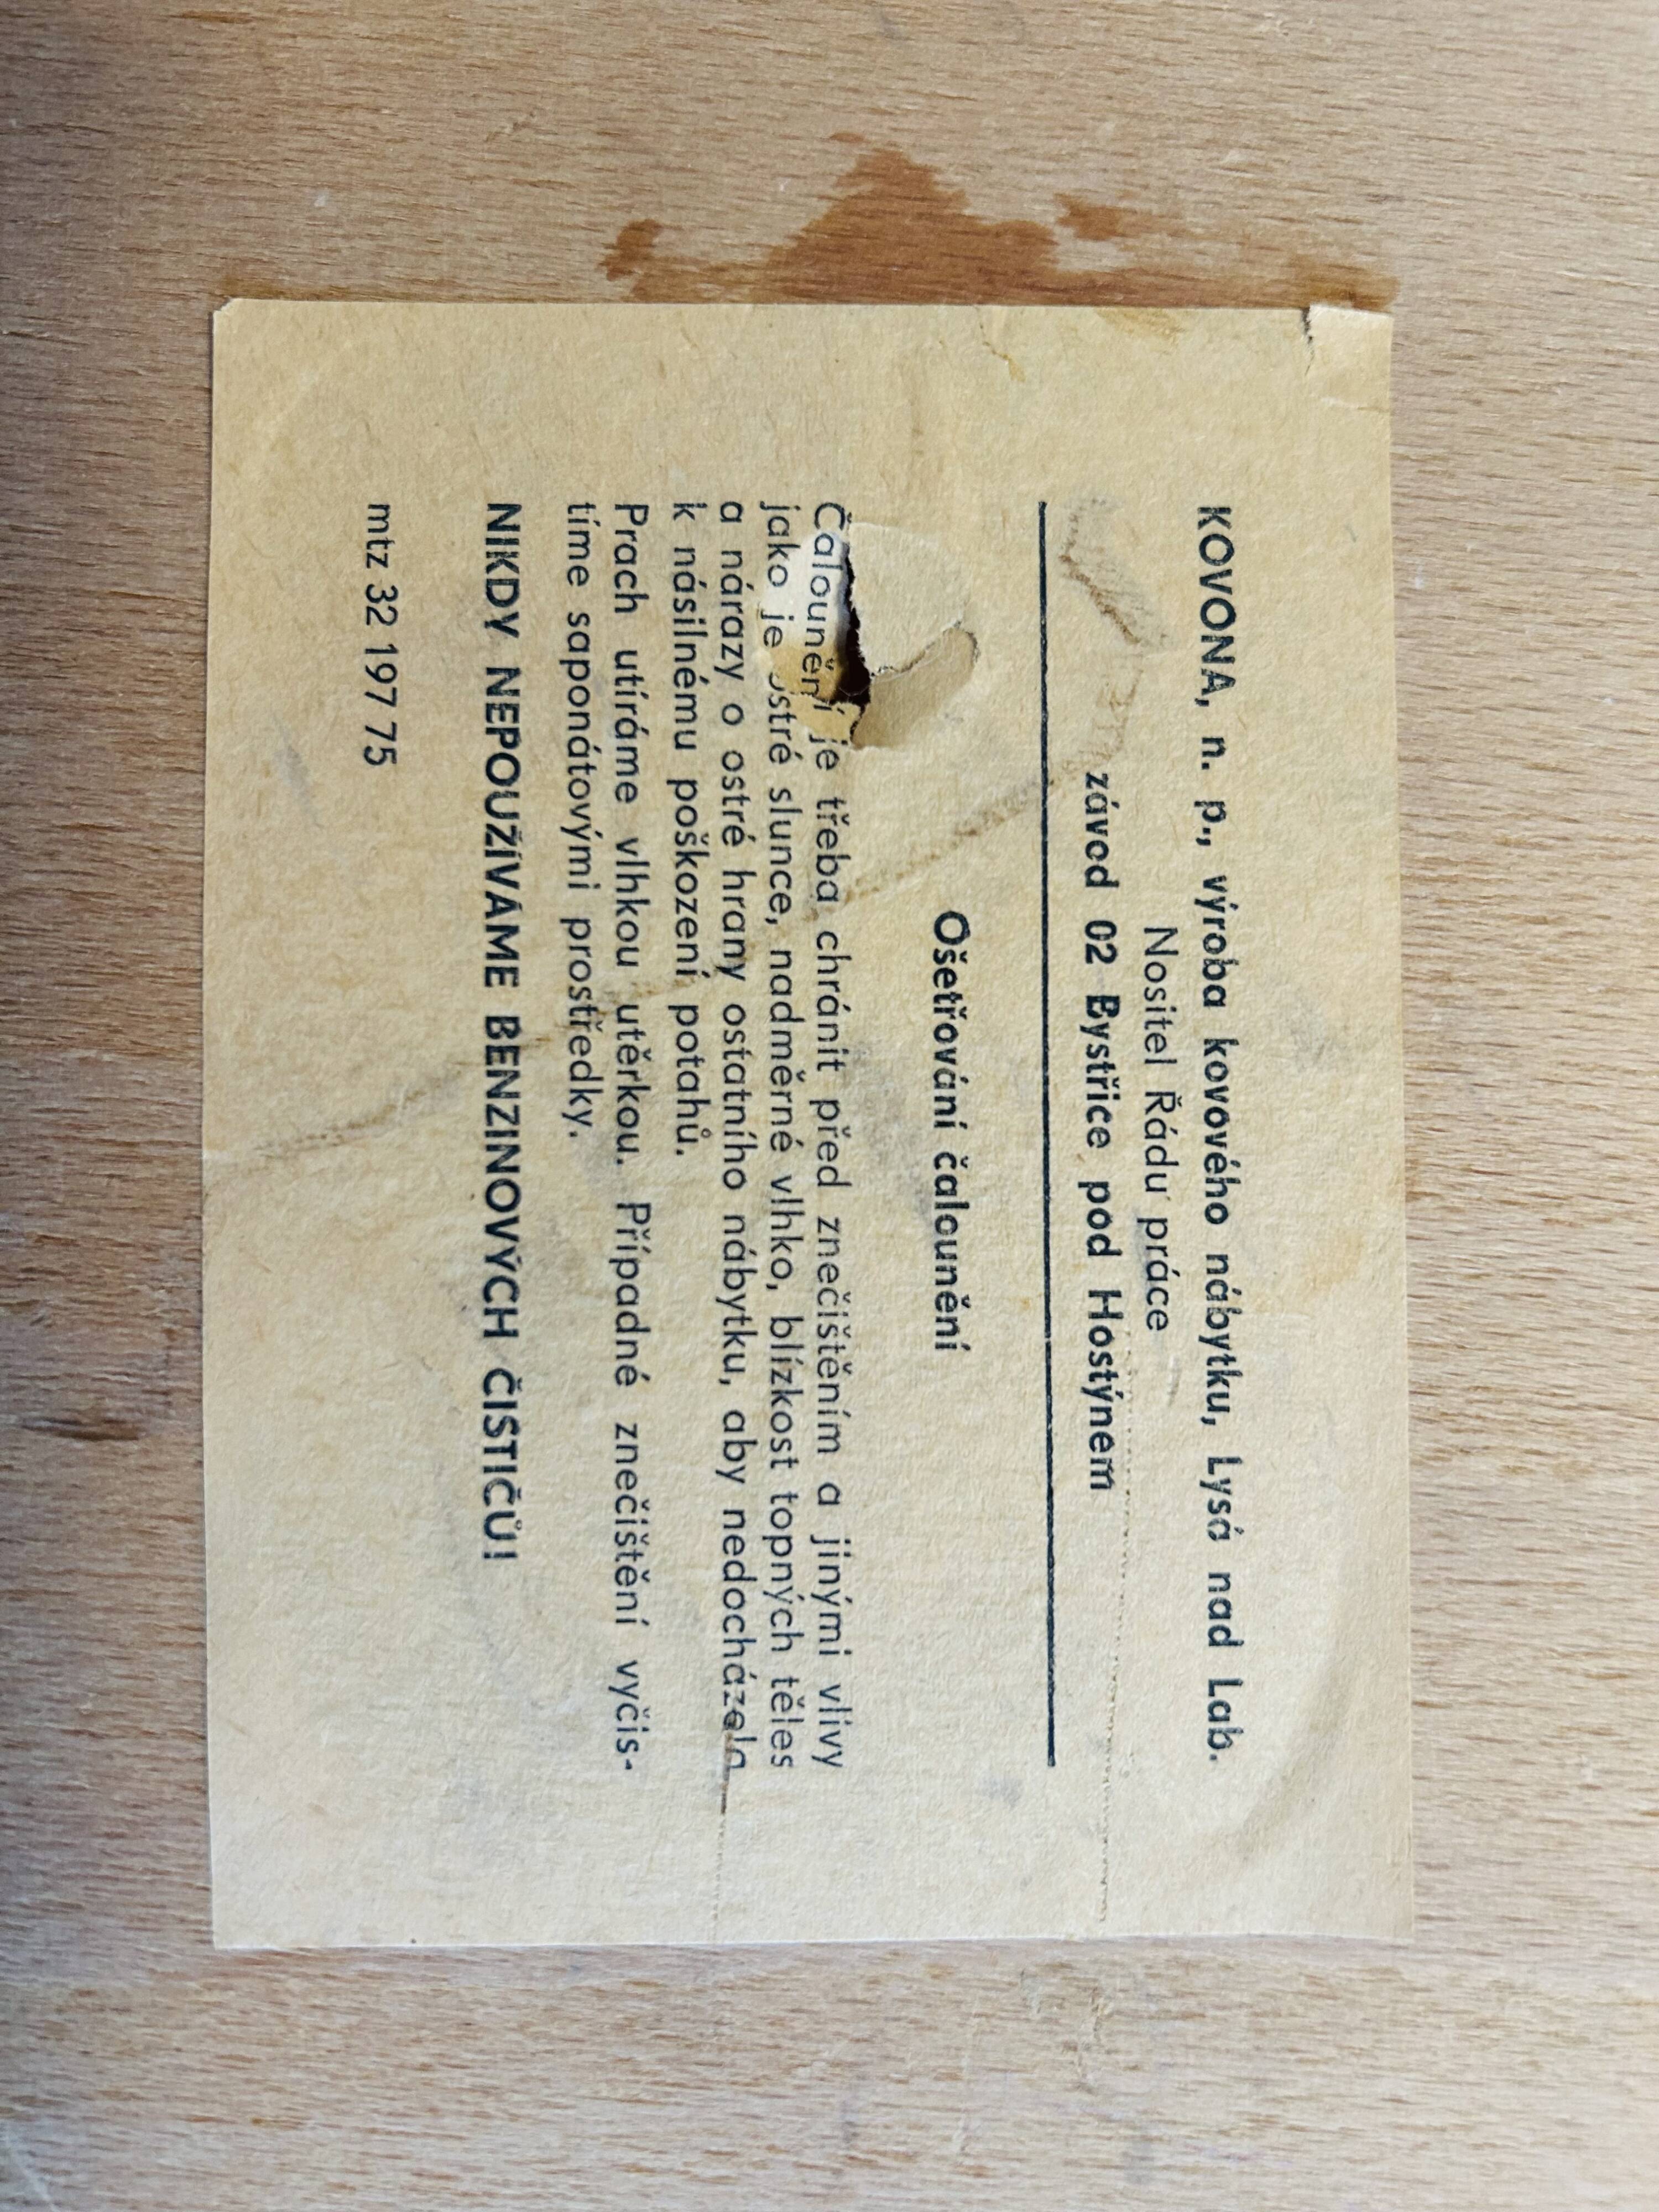 KOVONA, n. p., výroba kovového nábytku, Lysá nad Lab.
Nositel Řádu práce
závod 02 Bystřice pod Hostýnem
Ošetřování čalounění
Čalounění je třeba chránit před znečištěním a jinými vlivy
jako je ostré slunce, nadměrné vlhko, blízkost topných těles
a nárazy o ostré hrany ostatního nábytku, aby nedocházelo
k násilnému poškození potahů.
Prach utíráme vlhkou utěrkou. Případné znečištění vyčis-
tíme saponátovými prostředky.
NIKDY NEPOUŽÍVÁME BENZINOVÝCH ČISTIČŮ!
mtz 32 197 75